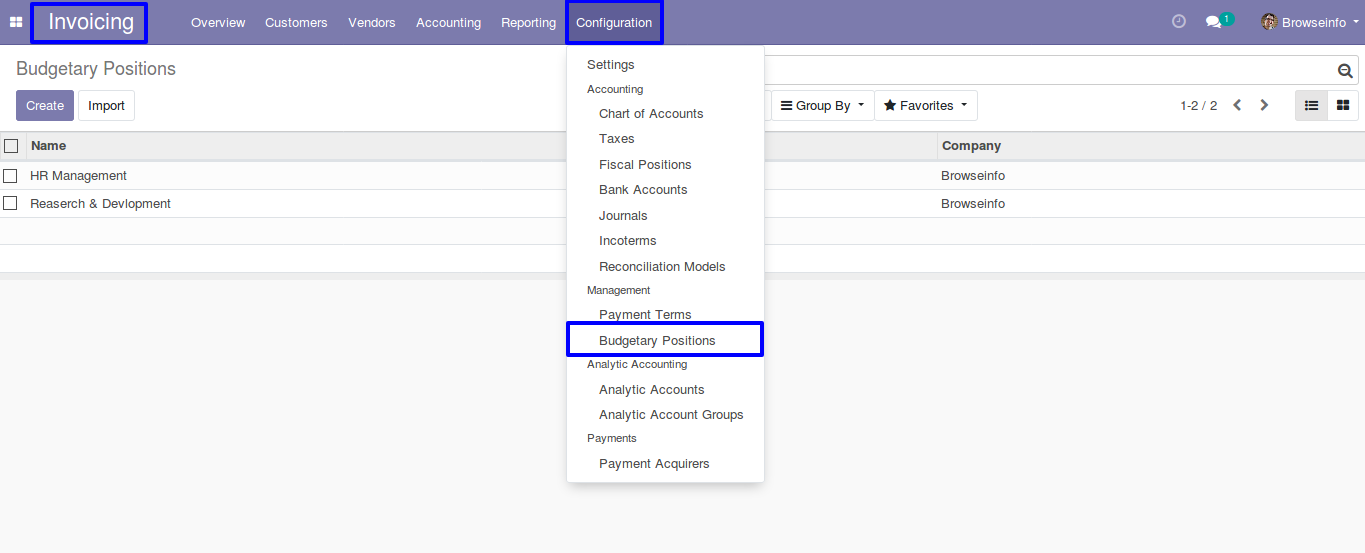 Invoicing Overview Customers Vendors Accounting Reporting Configuration 1 Browseinfo
Budgetary Positions
Create Import Group By Favorites 1-2 / 2
Name Company
HR Management Browseinfo
Reaserch & Devlopment Browseinfo
Settings
Accounting
Chart of Accounts
Taxes
Fiscal Positions
Bank Accounts
Journals
Incoterms
Reconciliation Models
Management
Payment Terms
Budgetary Positions
Analytic Accounting
Analytic Accounts
Analytic Account Groups
Payments
Payment Acquirers